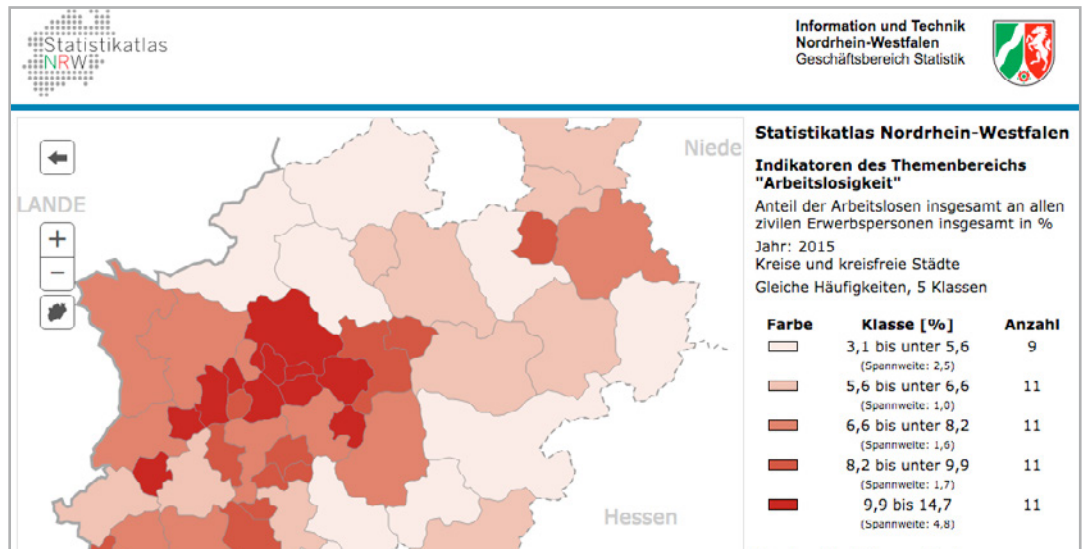 Statistikatlas
NRW
Information und Technik
Nordrhein-Westfalen
Geschäftsbereich Statistik
LANDE
Niede
Hessen
+
−
Statistikatlas Nordrhein-Westfalen
Indikatoren des Themenbereichs
"Arbeitslosigkeit"
Anteil der Arbeitslosen insgesamt an allen
zivilen Erwerbspersonen insgesamt in %
Jahr: 2015
Kreise und kreisfreie Städte
Gleiche Häufigkeiten, 5 Klassen
Farbe Klasse [%] Anzahl
3,1 bis unter 5,6 9
(Spannweite: 2,5)
5,6 bis unter 6,6 11
(Spannweite: 1,0)
6,6 bis unter 8,2 11
(Spannweite: 1,6)
8,2 bis unter 9,9 11
(Spannweite: 1,7)
9,9 bis 14,7 11
(Spannweite: 4,8)